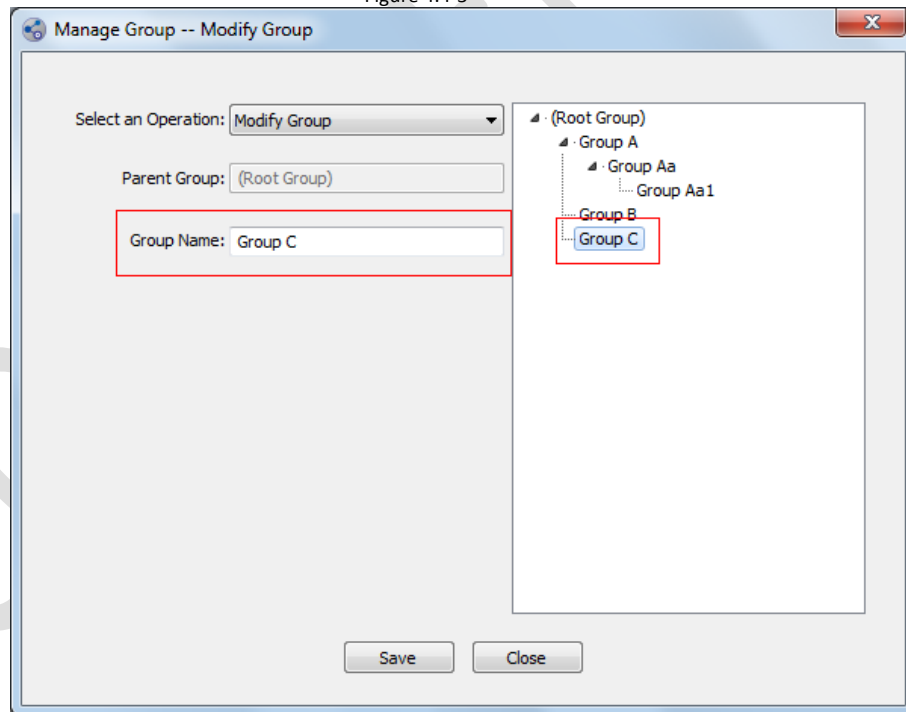 Manage Group -- Modify Group
X
Select an Operation: Modify Group
Parent Group: (Root Group)
Group Name: Group C
(Root Group)
Group A
Group Aa
Group Aa1
Group B
Group C
Save Close